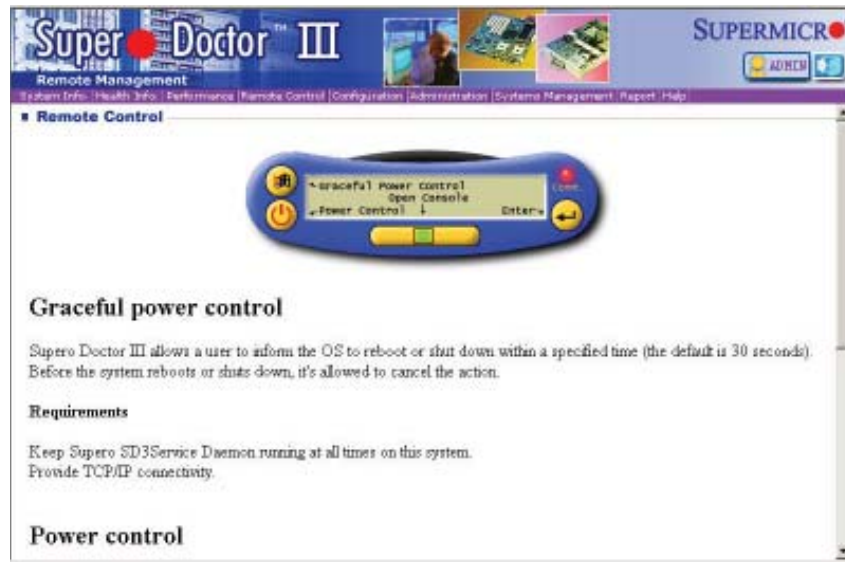 Super Doctor™ III
SUPERMICR
Remote Management
ADMIN
System Info Health Info Performance Remote Control Configuration Administration Systems Management Report Help
Remote Control
Graceful Power Control
Open Console
Power Control ↓ Enter
Comm.
Graceful power control
Supero Doctor III allows a user to inform the OS to reboot or shut down within a specified time (the default is 30 seconds).
Before the system reboots or shuts down, it's allowed to cancel the action.
Requirements
Keep Supero SD3Service Daemon running at all times on this system.
Provide TCP/IP connectivity.
Power control